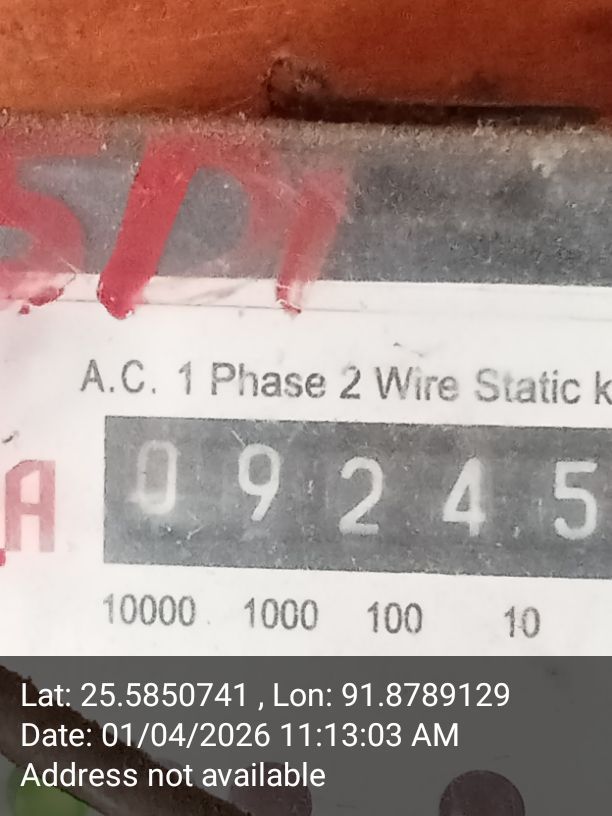 SDI
A.C. 1 Phase 2 Wire Static k
09245
A
10000 1000 100 10
Lat: 25.5850741 , Lon: 91.8789129
Date: 01/04/2026 11:13:03 AM
Address not available